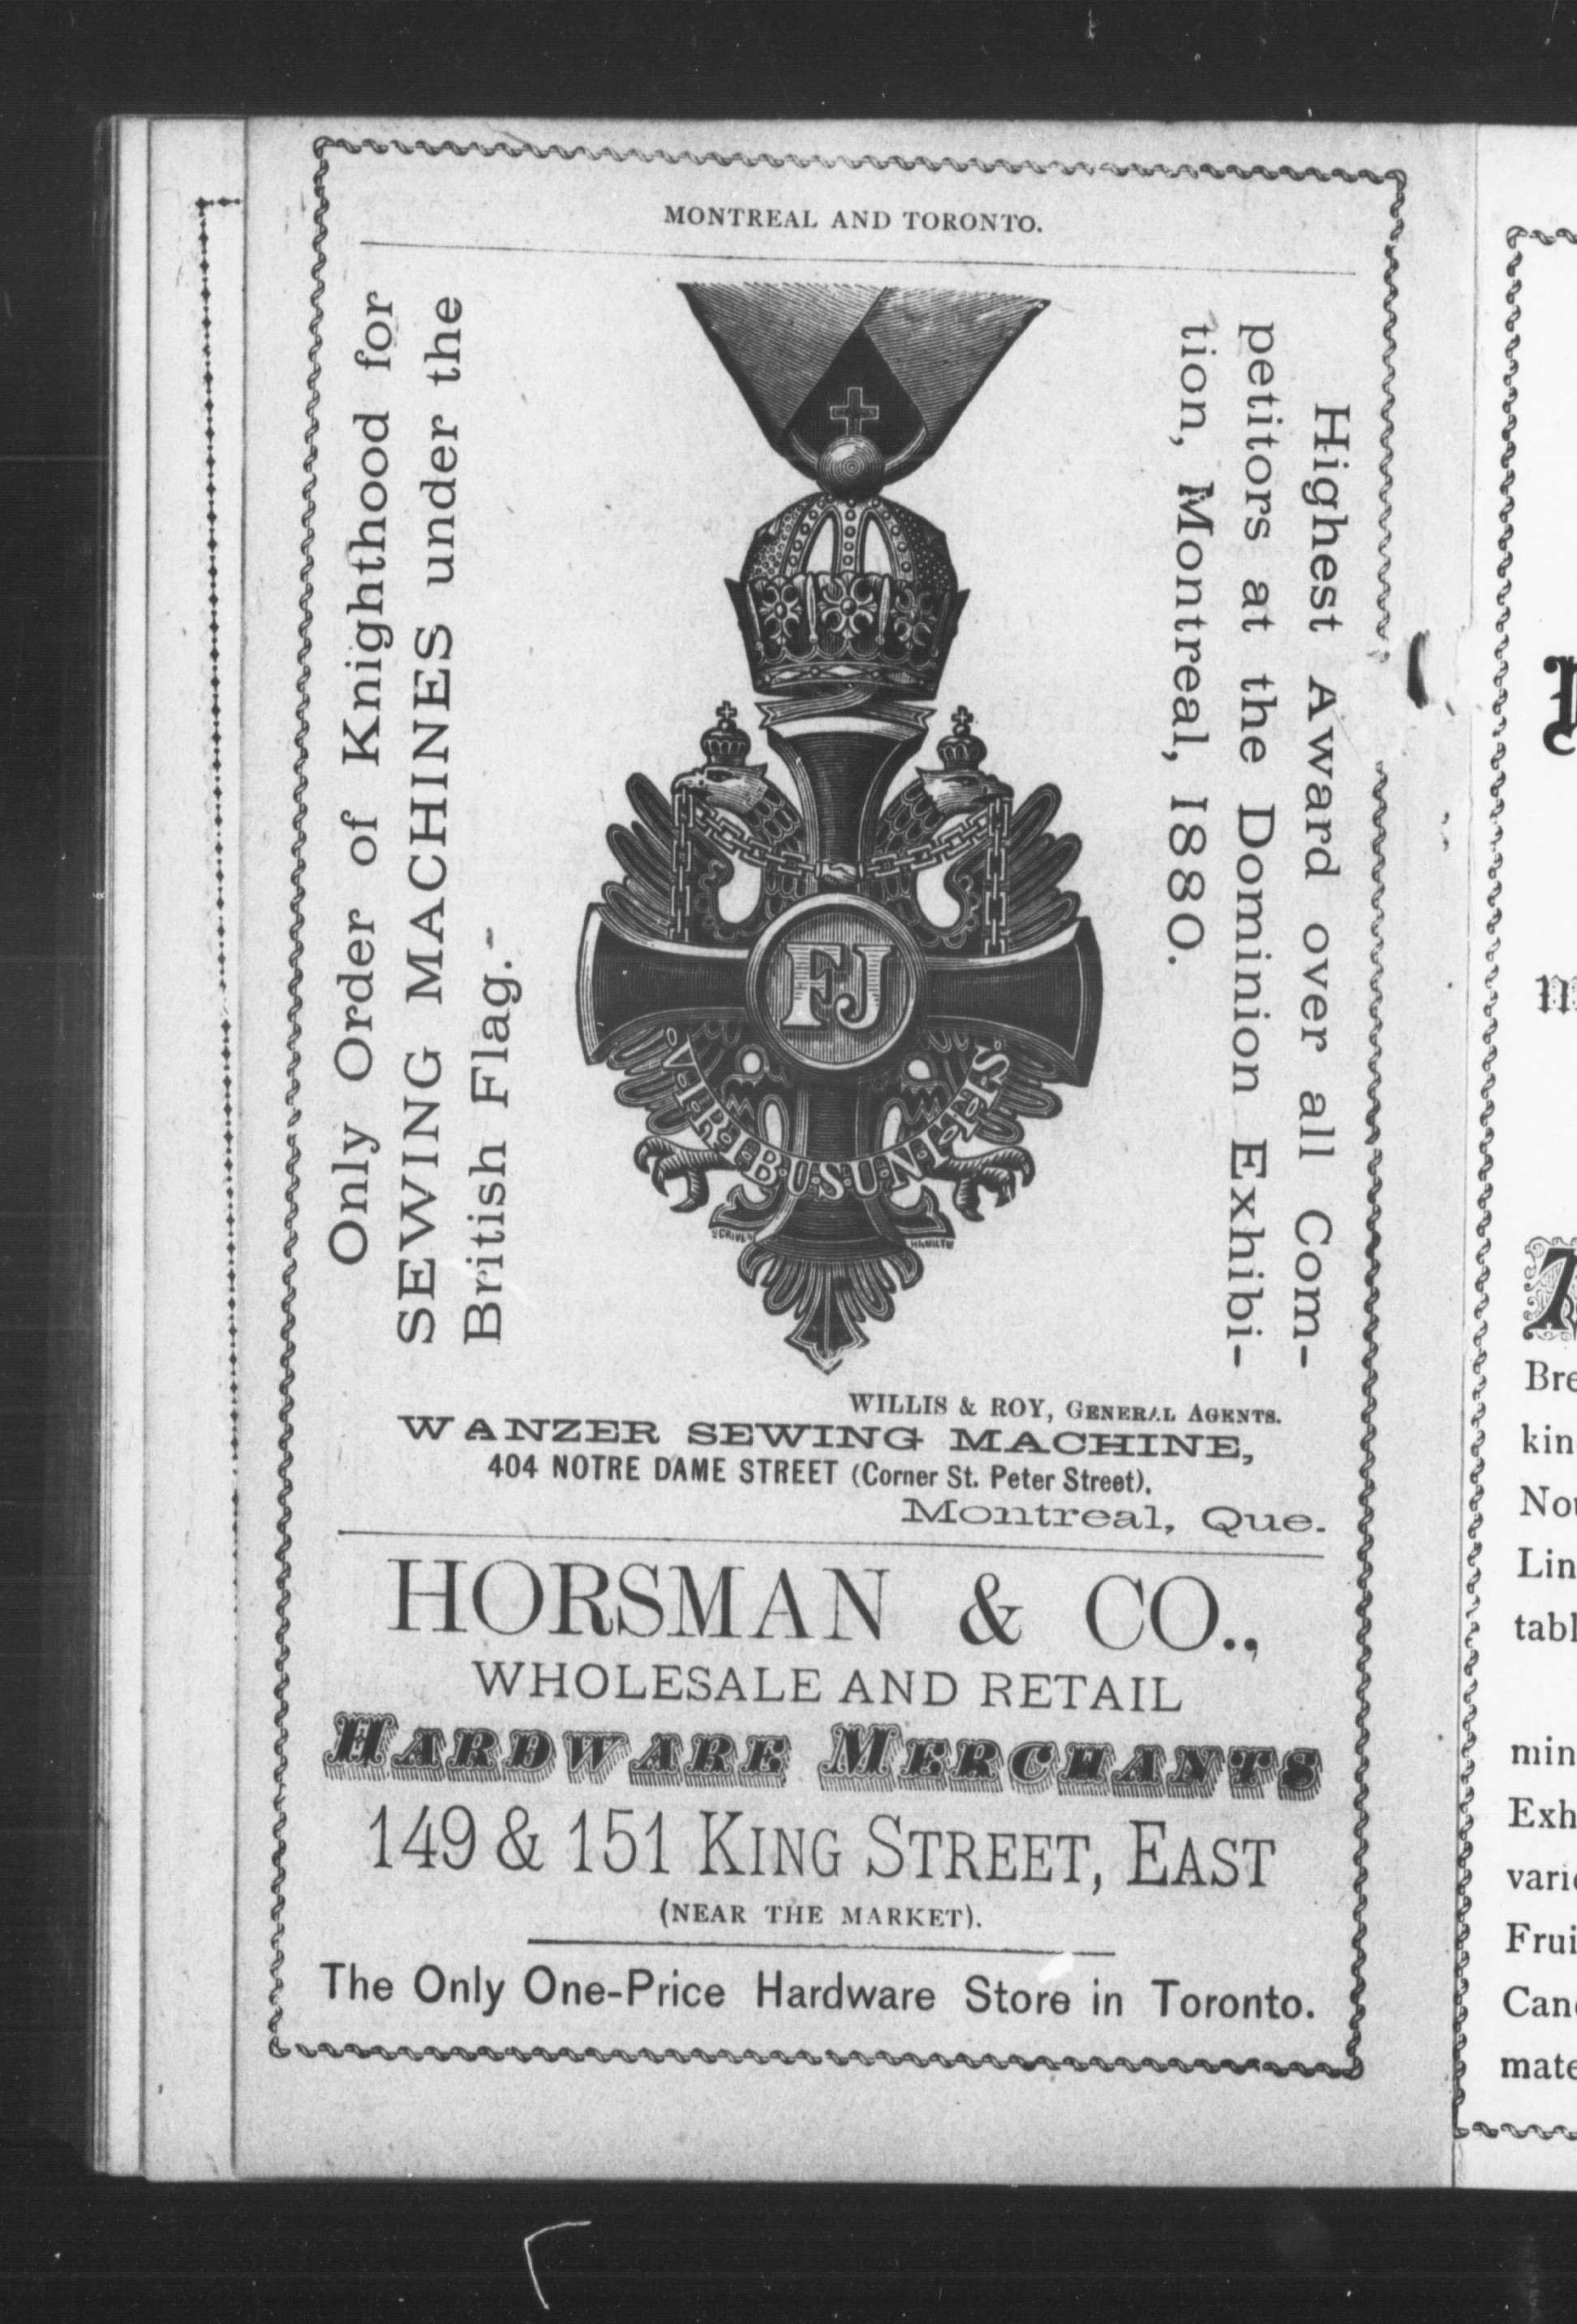 MONTREAL AND TORONTO.
Only Order of Knighthood for
SEWING MACHINES under the
British Flag.-
FJ
V·I·R·I·B·U·S·U·N·I·T·I·S
SCRIVEN HAMILTON
Highest Award over all Com-
petitors at the Dominion Exhibi-
tion, Montreal, 1880.
WILLIS & ROY, GENERAL AGENTS.
WANZER SEWING MACHINE,
404 NOTRE DAME STREET (Corner St. Peter Street).
Montreal, Que.
HORSMAN & CO.,
WHOLESALE AND RETAIL
HARDWARE MERCHANTS
149 & 151 KING STREET, EAST
(NEAR THE MARKET).
The Only One-Price Hardware Store in Toronto.
Bre
kin
Nou
Lin
tabl
min
Exh
varie
Frui
Can
mate